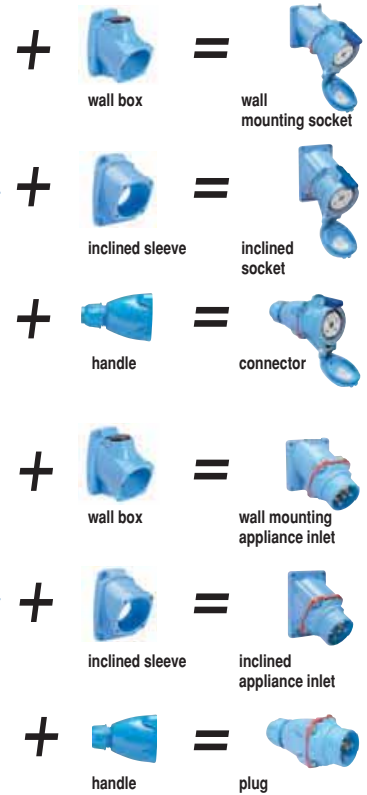 + =
wall box
wall
mounting socket
+ =
inclined sleeve
inclined
socket
+ =
handle
connector
+ =
wall box
wall mounting
appliance inlet
+ =
inclined sleeve
inclined
appliance inlet
+ =
handle
plug